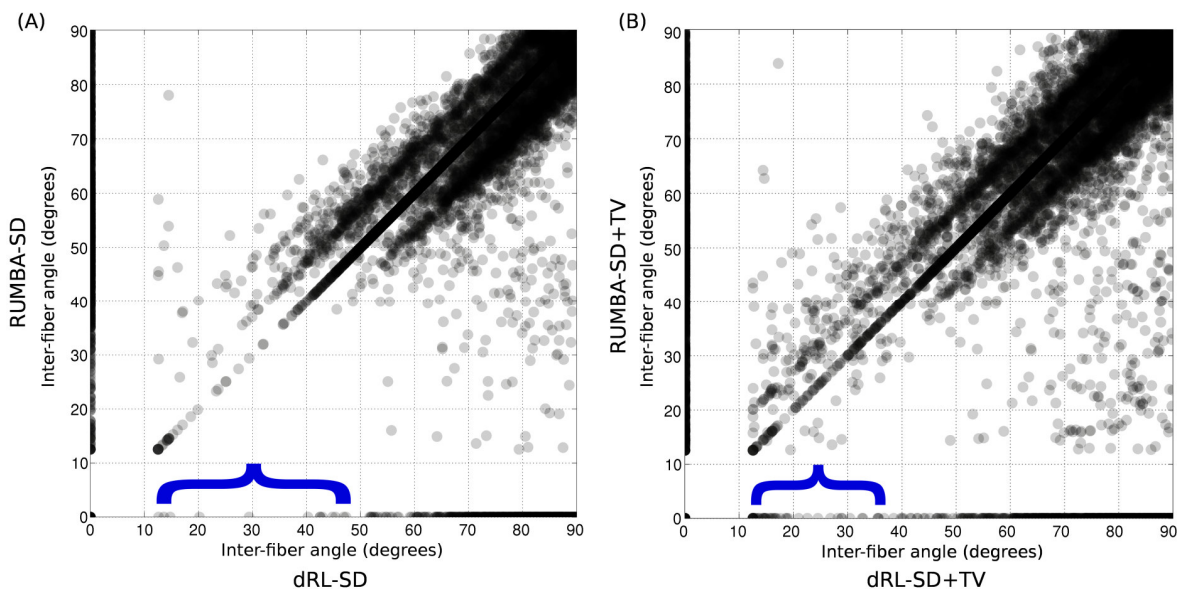 (A)
90
80
70
60
50
40
30
20
10
0
RUMBA-SD
Inter-fiber angle (degrees)
0 10 20 30 40 50 60 70 80 90
Inter-fiber angle (degrees)
dRL-SD
(B)
90
80
70
60
50
40
30
20
10
0
RUMBA-SD+TV
Inter-fiber angle (degrees)
0 10 20 30 40 50 60 70 80 90
Inter-fiber angle (degrees)
dRL-SD+TV